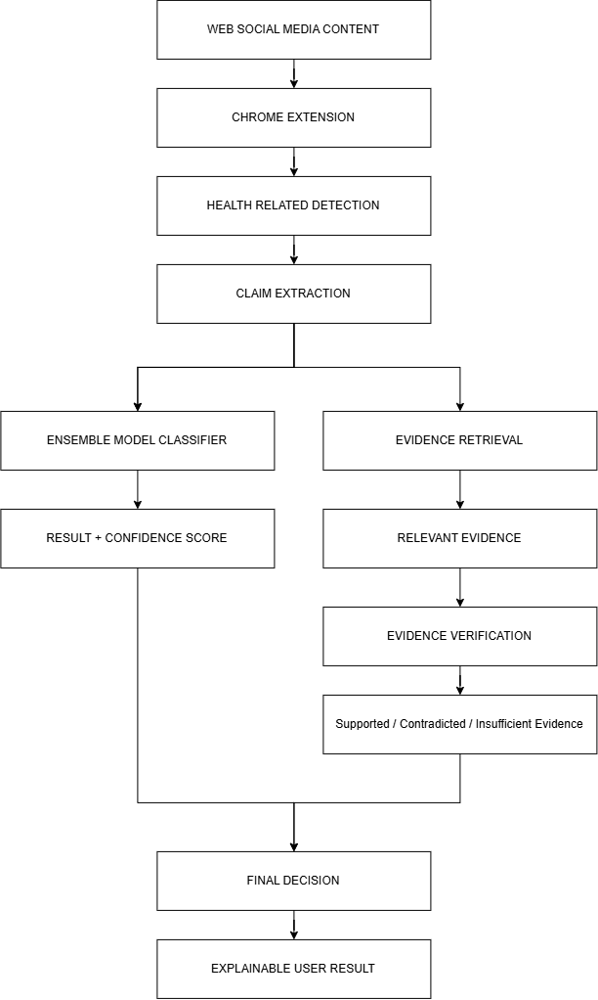 WEB SOCIAL MEDIA CONTENT
CHROME EXTENSION
HEALTH RELATED DETECTION
CLAIM EXTRACTION
ENSEMBLE MODEL CLASSIFIER
EVIDENCE RETRIEVAL
RESULT + CONFIDENCE SCORE
RELEVANT EVIDENCE
EVIDENCE VERIFICATION
Supported / Contradicted / Insufficient Evidence
FINAL DECISION
EXPLAINABLE USER RESULT